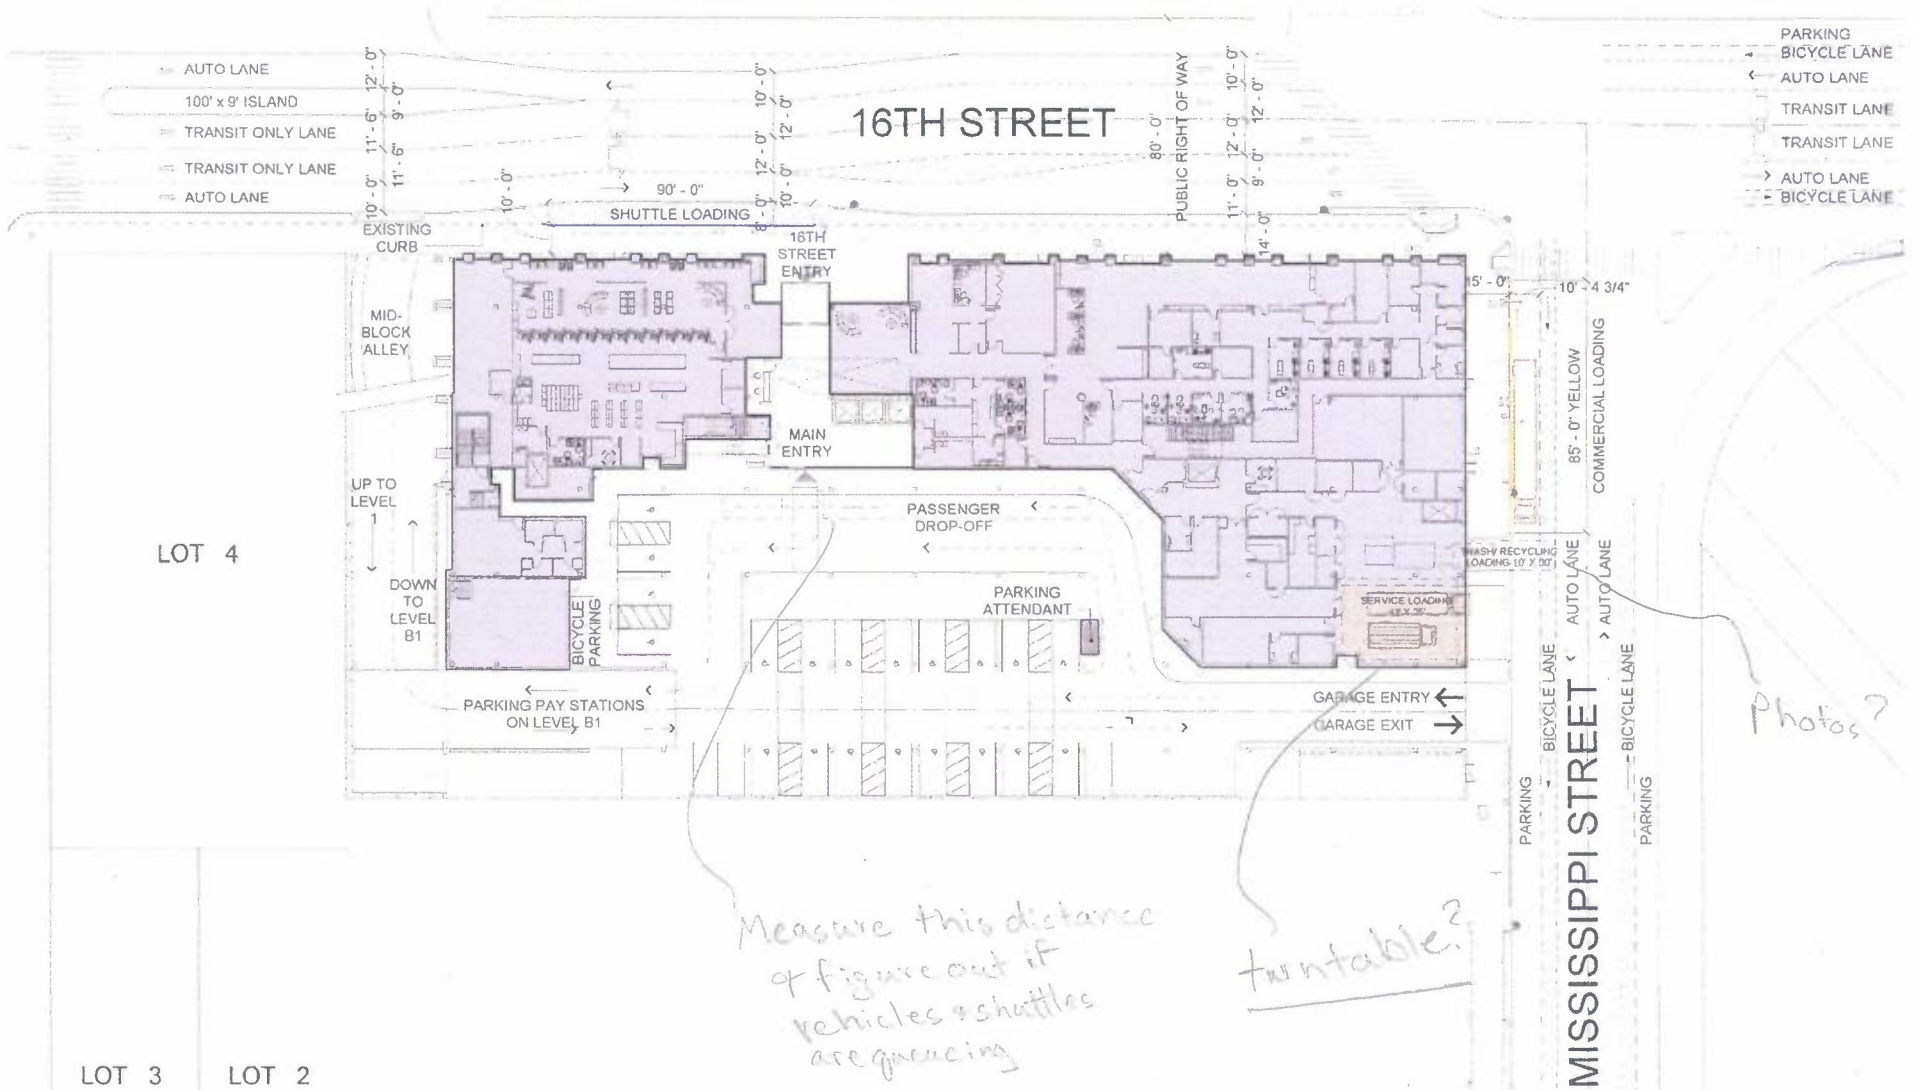 AUTO LANE
100' x 9' ISLAND
TRANSIT ONLY LANE
TRANSIT ONLY LANE
AUTO LANE
12' - 0"
9' - 0"
11' - 6"
11' - 6"
10' - 0"
10' - 0"
90' - 0"
SHUTTLE LOADING
10' - 0"
12' - 0"
12' - 0"
10' - 0"
8' - 0"
16TH STREET
80' - 0"
PUBLIC RIGHT OF WAY
10' - 0"
12' - 0"
12' - 0"
9' - 0"
11' - 0"
14' - 0"
PARKING
BICYCLE LANE
AUTO LANE
TRANSIT LANE
TRANSIT LANE
AUTO LANE
BICYCLE LANE
EXISTING
CURB
16TH
STREET
ENTRY
15' - 0"
10' - 4 3/4"
MID-
BLOCK
ALLEY
85' - 0" YELLOW
COMMERCIAL LOADING
MAIN
ENTRY
UP TO
LEVEL
1
PASSENGER
DROP-OFF
LOT 4
TRASH/ RECYCLING
LOADING 10' X 30'
DOWN
TO
LEVEL
B1
BICYCLE
PARKING
PARKING
ATTENDANT
SERVICE LOADING
AUTO LANE
AUTO LANE
BICYCLE LANE
BICYCLE LANE
PARKING PAY STATIONS
ON LEVEL B1
GARAGE ENTRY
GARAGE EXIT
Photos?
PARKING
PARKING
MISSISSIPPI STREET
Measure this distance
& figure out if
vehicles & shuttles
are queueing
turntable?
LOT 3
LOT 2